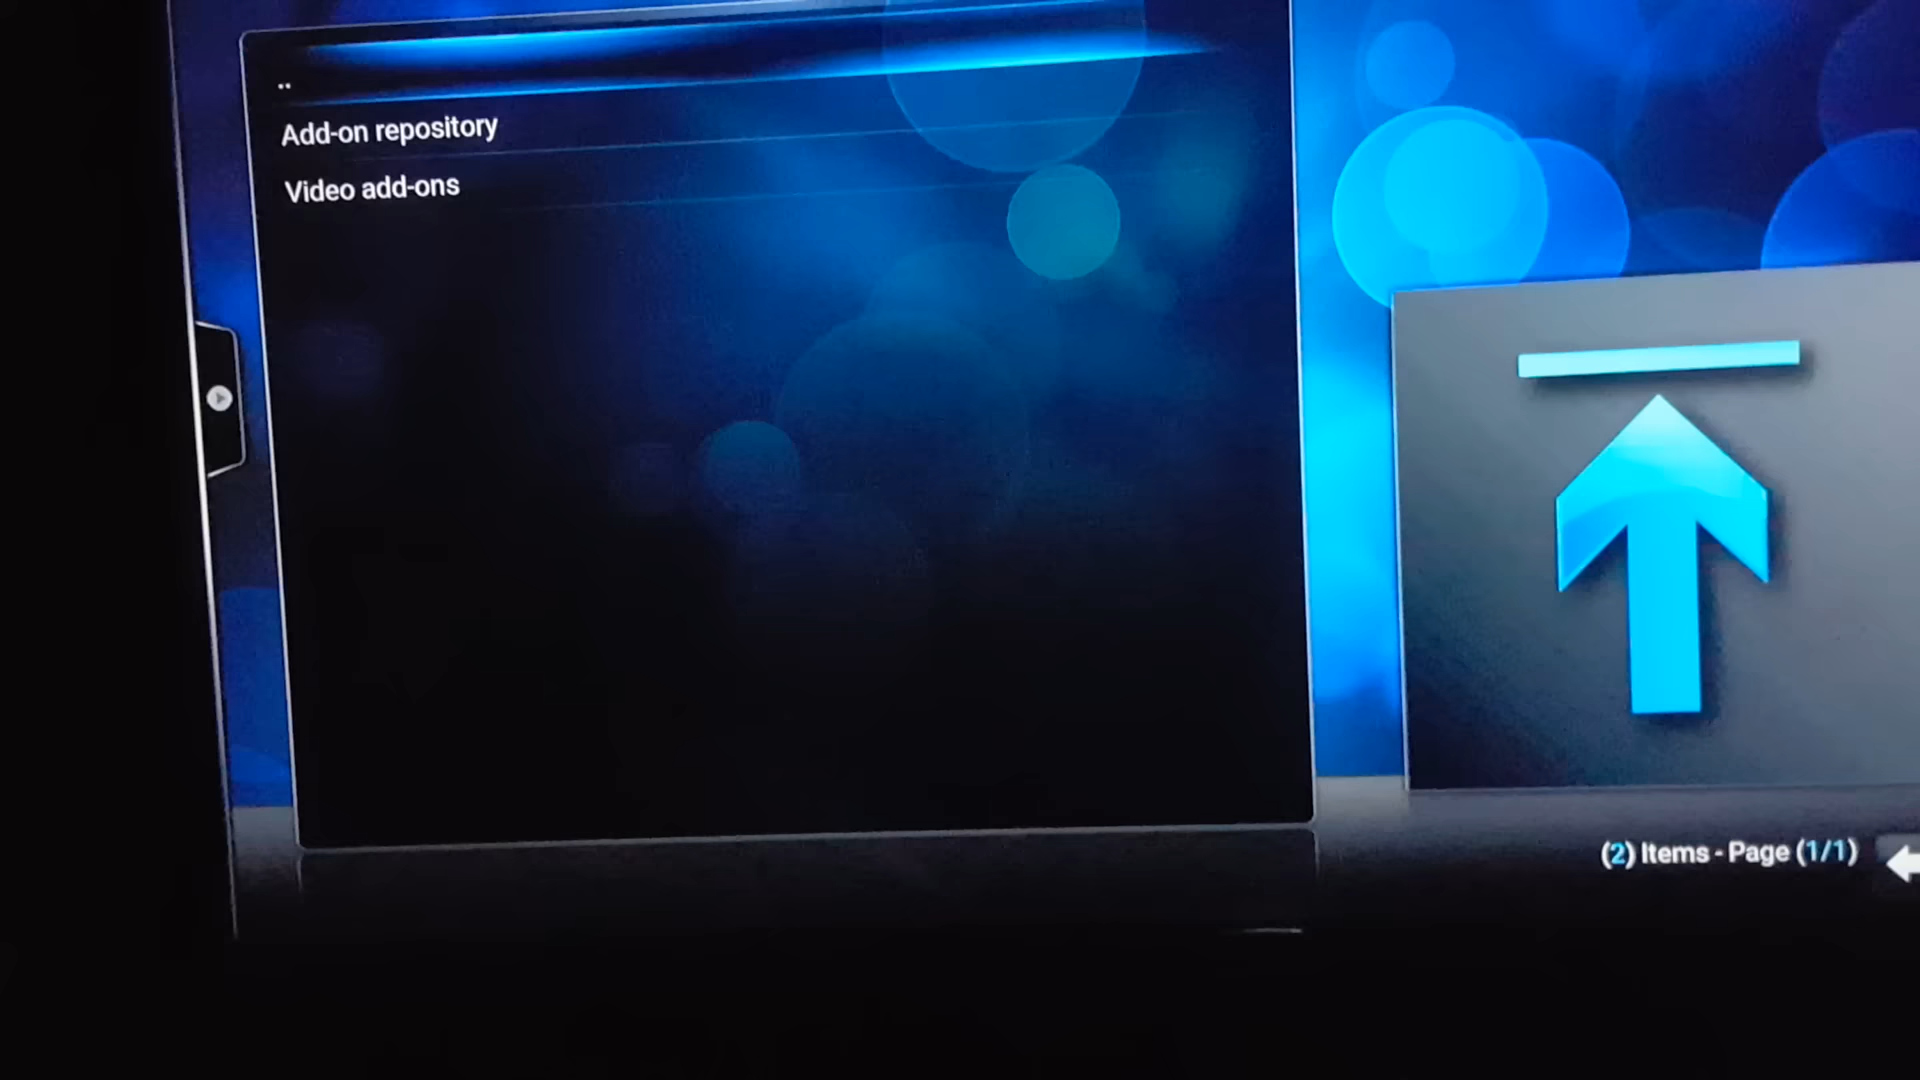 ..
Add-on repository
Video add-ons
(2) Items - Page (1/1)